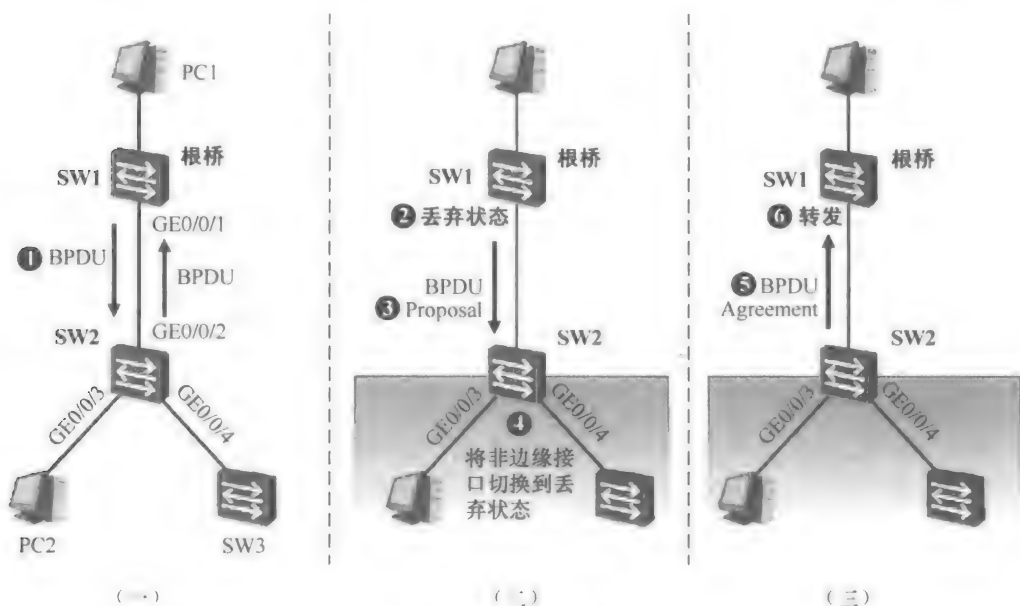 PC1
SW1
根桥
GE0/0/1
❶ BPDU
BPDU
GE0/0/2
SW2
GE0/0/3
GE0/0/4
PC2
SW3
（一）
SW1
根桥
❷ 丢弃状态
BPDU
❸ Proposal
SW2
GE0/0/3
GE0/0/4
❹
将非边缘接
口切换到丢
弃状态
（二）
SW1
根桥
❻ 转发
❺ BPDU
Agreement
SW2
GE0/0/3
GE0/0/4
（三）